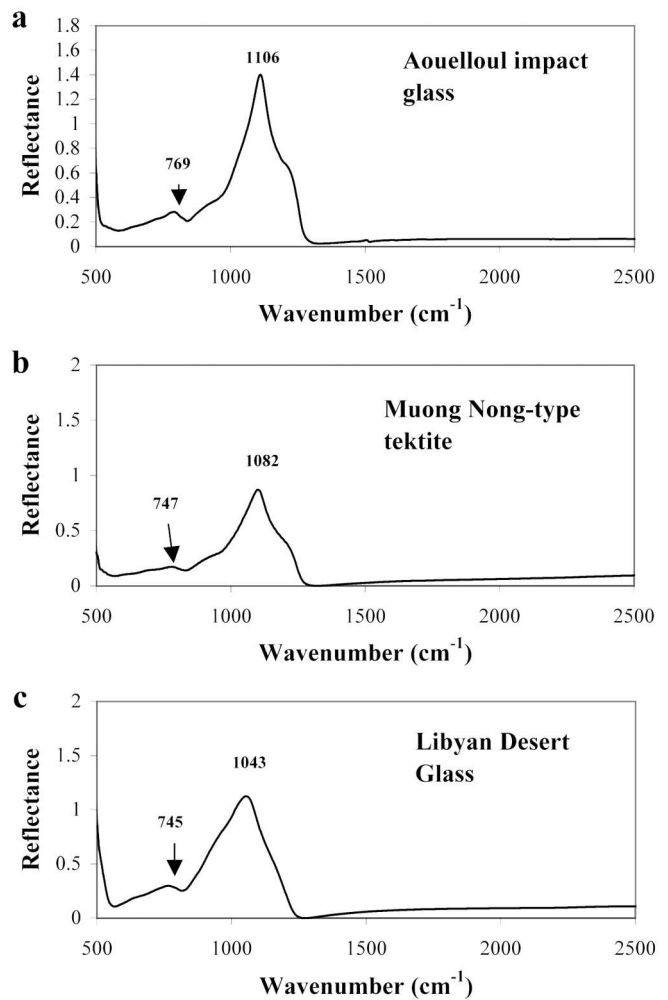 a
1.8
1.6
1.4
1.2
1
0.8
0.6
0.4
0.2
0
Reflectance
1106
769
Aouelloul impact
glass
500 1000 1500 2000 2500
Wavenumber (cm-1)
b
2
1.5
1
0.5
0
Reflectance
1082
747
Muong Nong-type
tektite
500 1000 1500 2000 2500
Wavenumber (cm-1)
c
2
1.5
1
0.5
0
Reflectance
1043
745
Libyan Desert
Glass
500 1000 1500 2000 2500
Wavenumber (cm-1)